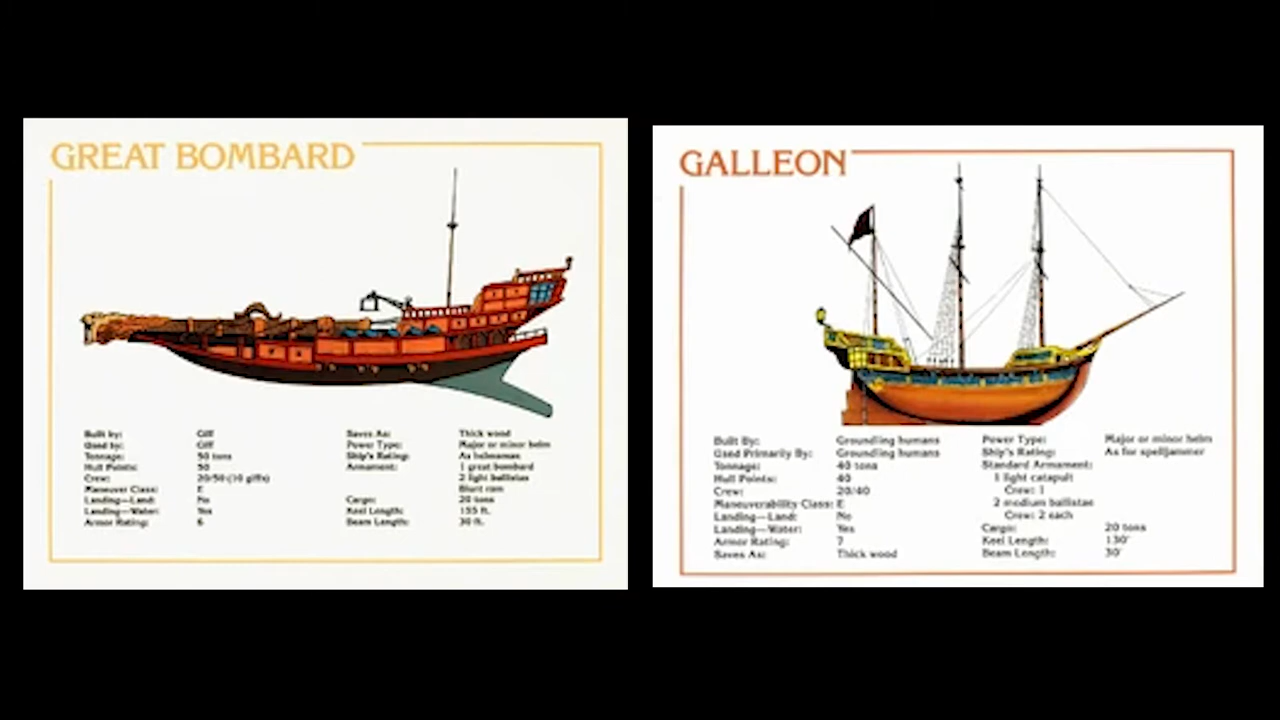 GREAT BOMBARD
Built by: Giff
Used by: Giff
Tonnage: 50 tons
Hull Points: 50
Crew: 20/50 (10 giffs)
Maneuver Class: E
Landing—Land: No
Landing—Water: Yes
Armor Rating: 6
Saves As: Thick wood
Power Type: Major or minor helm
Ship's Rating: As helmsman
Armament: 1 great bombard
2 light ballistas
Blunt ram
Cargo: 20 tons
Keel Length: 155 ft.
Beam Length: 30 ft.
GALLEON
Built By: Groundling humans
Used Primarily By: Groundling humans
Tonnage: 40 tons
Hull Points: 40
Crew: 20/40
Maneuverability Class: E
Landing—Land: No
Landing—Water: Yes
Armor Rating: 7
Saves As: Thick wood
Power Type: Major or minor helm
Ship's Rating: As for spelljammer
Standard Armament:
1 light catapult
Crew: 1
2 medium ballistae
Crew: 2 each
Cargo: 20 tons
Keel Length: 130'
Beam Length: 30'